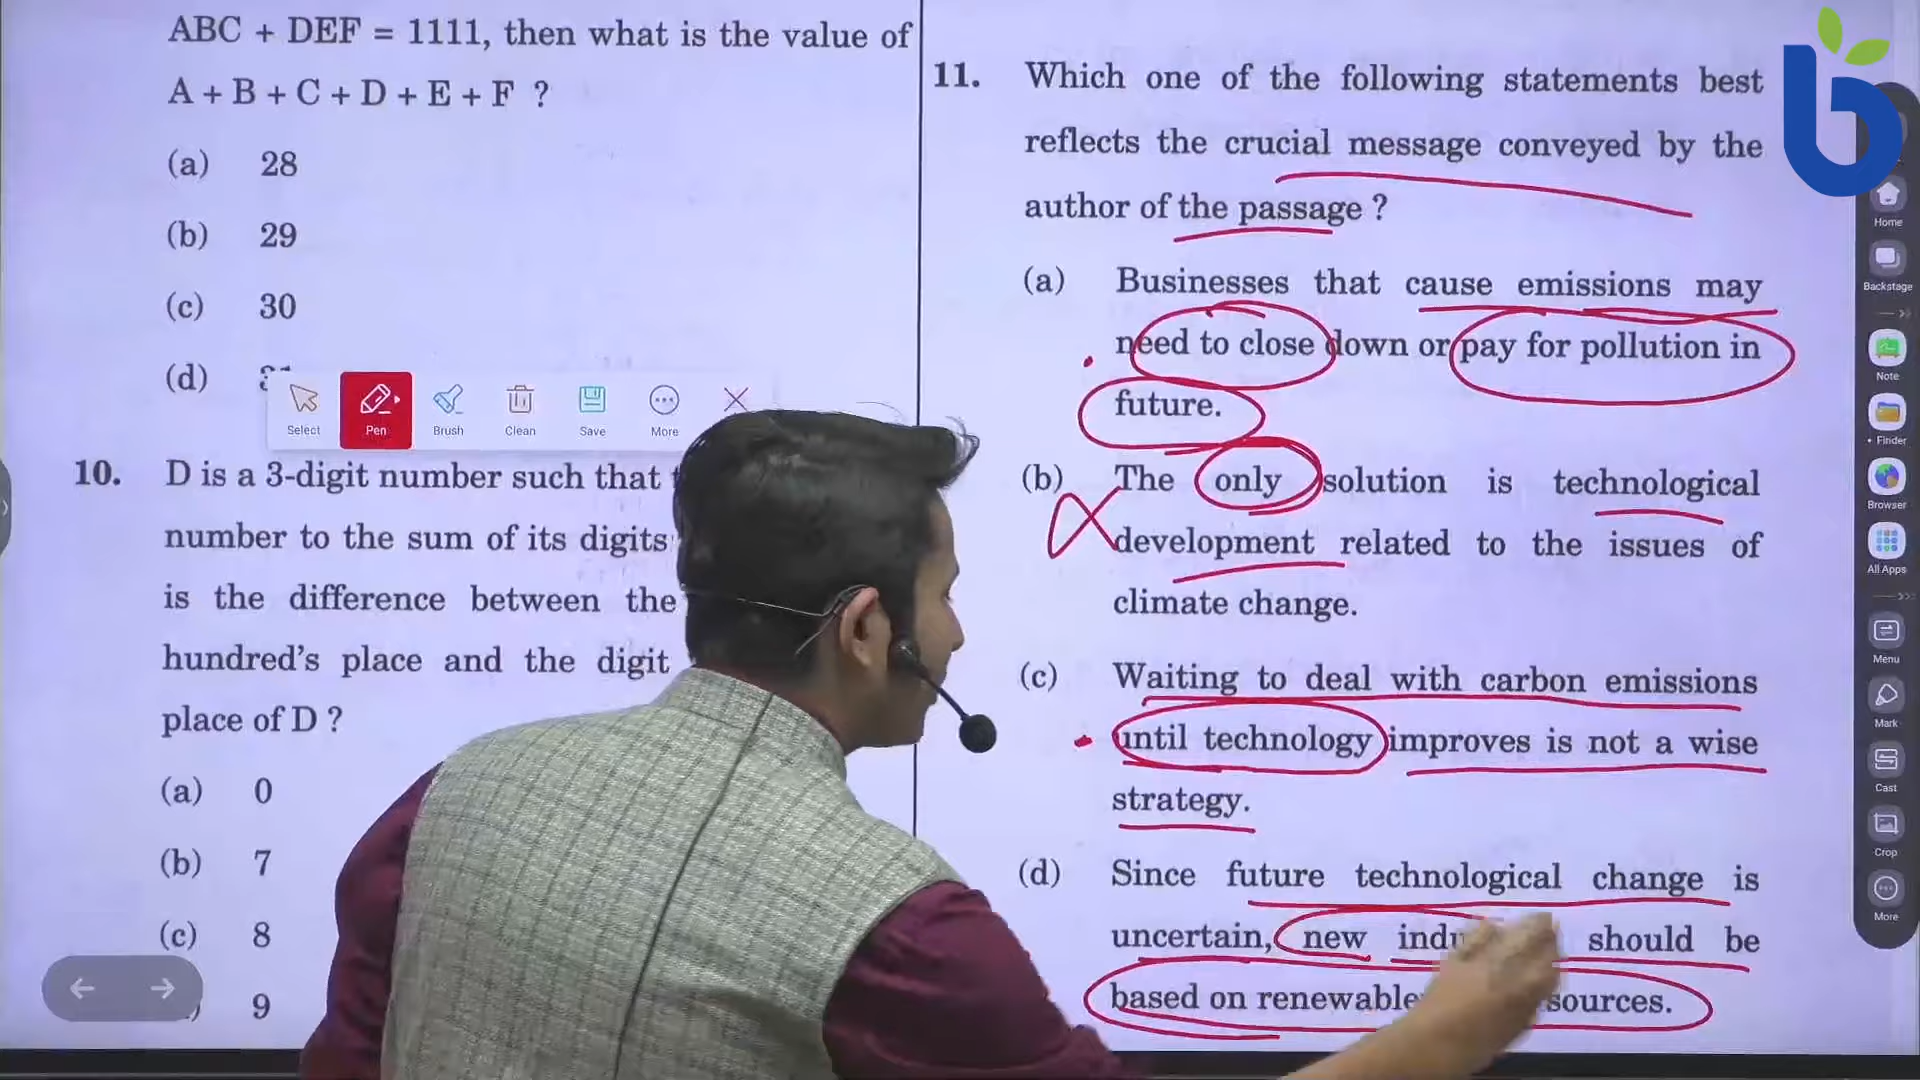 ABC + DEF = 1111, then what is the value of
A + B + C + D + E + F ?
(a) 28
(b) 29
(c) 30
(d)
Select
Pen
Brush
Clean
Save
More
10. D is a 3-digit number such that
number to the sum of its digits
is the difference between the
hundred's place and the digit
place of D ?
(a) 0
(b) 7
(c) 8
9
11. Which one of the following statements best
reflects the crucial message conveyed by the
author of the passage ?
(a) Businesses that cause emissions may
need to close down or pay for pollution in
future.
(b) The only solution is technological
development related to the issues of
climate change.
(c) Waiting to deal with carbon emissions
until technology improves is not a wise
strategy.
(d) Since future technological change is
uncertain, new should be
based on renewable sources.
b
Home
Backstage
Note
Finder
Browser
All Apps
Menu
Mark
Cast
Crop
More